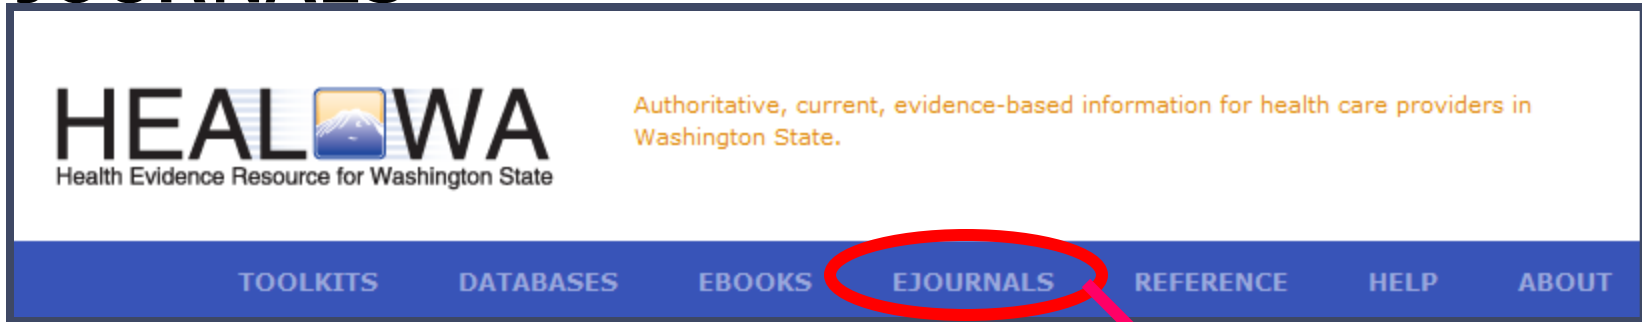 JOURNALS
HEAL WA
Health Evidence Resource for Washington State
Authoritative, current, evidence-based information for health care providers in
Washington State.
TOOLKITS DATABASES EBOOKS EJOURNALS REFERENCE HELP ABOUT